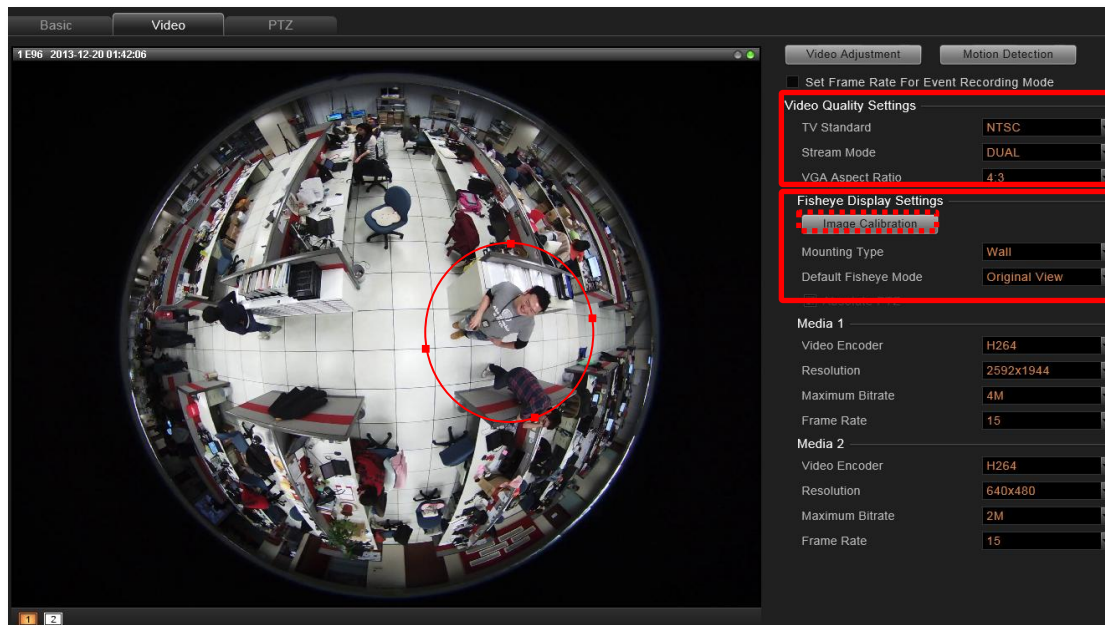 Basic Video PTZ
1 E96 2013-12-20 01:42:06
Video Adjustment Motion Detection
Set Frame Rate For Event Recording Mode
Video Quality Settings
TV Standard NTSC
Stream Mode DUAL
VGA Aspect Ratio 4:3
Fisheye Display Settings
Image Calibration
Mounting Type Wall
Default Fisheye Mode Original View
Media 1
Video Encoder H264
Resolution 2592x1944
Maximum Bitrate 4M
Frame Rate 15
Media 2
Video Encoder H264
Resolution 640x480
Maximum Bitrate 2M
Frame Rate 15
1 2